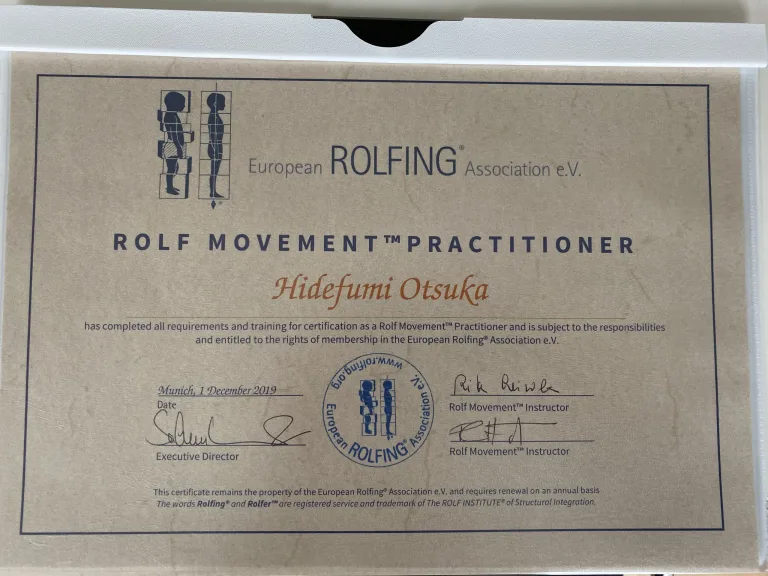 European ROLFING® Association e.V.
ROLF MOVEMENT™ PRACTITIONER
Hidefumi Otsuka
has completed all requirements and training for certification as a Rolf Movement™ Practitioner and is subject to the responsibilities
and entitled to the rights of membership in the European Rolfing® Association e.V.
Munich, 1 December 2019
Date
Executive Director
www.rolfing.org
European ROLFING® Association e.V.
Rolf Movement™ Instructor
Rolf Movement™ Instructor
This certificate remains the property of the European Rolfing® Association e.V. and requires renewal on an annual basis
The words Rolfing® and Rolfer™ are registered service and trademark of The ROLF INSTITUTE® of Structural Integration.